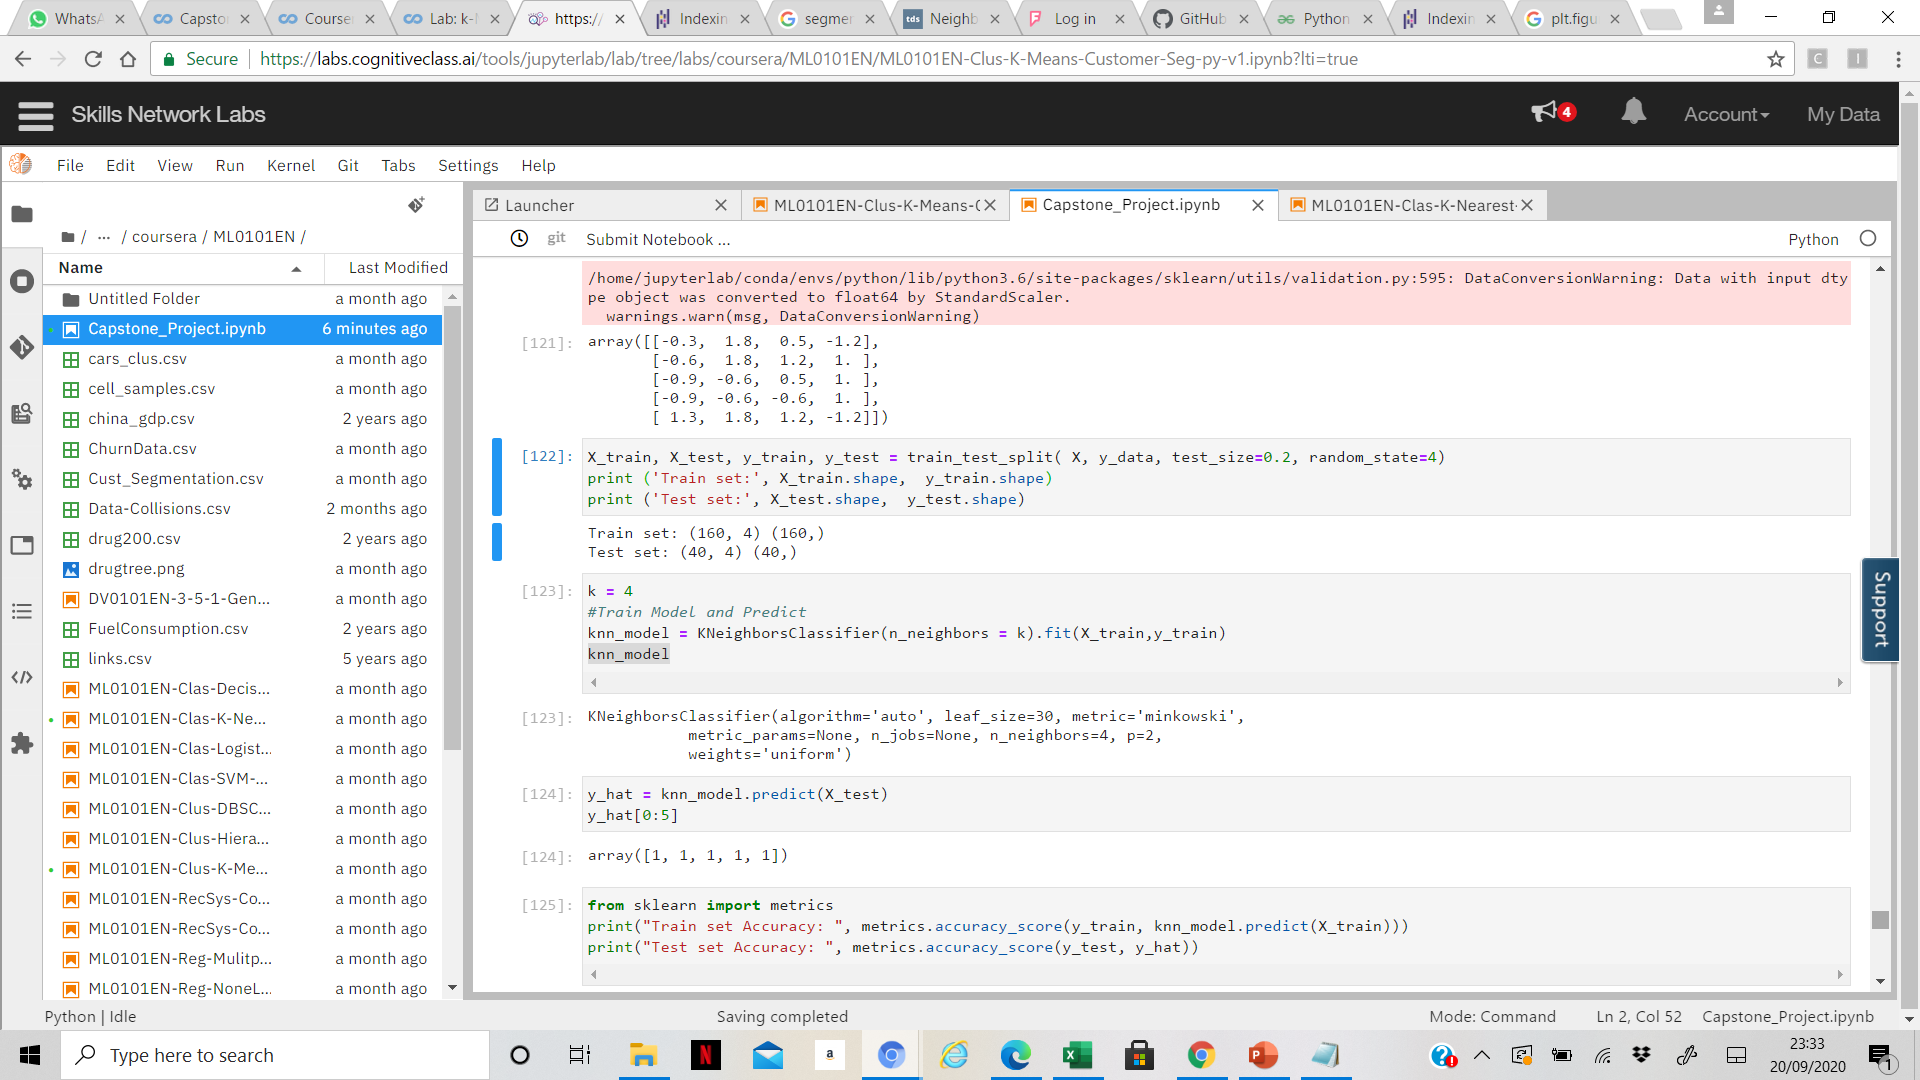 WhatsA
Capsto
Course
Lab: k-
https:/
Indexin
segmen
tds Neighb
Log in
GitHub
Python
Indexin
plt.figu
Secure https://labs.cognitiveclass.ai/tools/jupyterlab/lab/tree/labs/coursera/ML0101EN/ML0101EN-Clus-K-Means-Customer-Seg-py-v1.ipynb?lti=true
Skills Network Labs 4 Account My Data
File Edit View Run Kernel Git Tabs Settings Help
Launcher ML0101EN-Clus-K-Means-C Capstone_Project.ipynb ML0101EN-Clas-K-Nearest-
/ ... / coursera / ML0101EN /
git Submit Notebook ... Python
Name Last Modified
Untitled Folder a month ago
Capstone_Project.ipynb 6 minutes ago
cars_clus.csv a month ago
cell_samples.csv a month ago
china_gdp.csv 2 years ago
ChurnData.csv a month ago
Cust_Segmentation.csv a month ago
Data-Collisions.csv 2 months ago
drug200.csv 2 years ago
drugtree.png a month ago
DV0101EN-3-5-1-Gen... a month ago
FuelConsumption.csv 2 years ago
links.csv 5 years ago
ML0101EN-Clas-Decis... a month ago
ML0101EN-Clas-K-Ne... a month ago
ML0101EN-Clas-Logist... a month ago
ML0101EN-Clas-SVM-... a month ago
ML0101EN-Clus-DBSC... a month ago
ML0101EN-Clus-Hiera... a month ago
ML0101EN-Clus-K-Me... a month ago
ML0101EN-RecSys-Co... a month ago
ML0101EN-RecSys-Co... a month ago
ML0101EN-Reg-Mulitp... a month ago
ML0101EN-Reg-NoneL... a month ago
/home/jupyterlab/conda/envs/python/lib/python3.6/site-packages/sklearn/utils/validation.py:595: DataConversionWarning: Data with input dty
pe object was converted to float64 by StandardScaler.
warnings.warn(msg, DataConversionWarning)
[121]: array([[-0.3, 1.8, 0.5, -1.2],
[-0.6, 1.8, 1.2, 1. ],
[-0.9, -0.6, 0.5, 1. ],
[-0.9, -0.6, -0.6, 1. ],
[ 1.3, 1.8, 1.2, -1.2]])
[122]: X_train, X_test, y_train, y_test = train_test_split( X, y_data, test_size=0.2, random_state=4)
print ('Train set:', X_train.shape, y_train.shape)
print ('Test set:', X_test.shape, y_test.shape)
Train set: (160, 4) (160,)
Test set: (40, 4) (40,)
[123]: k = 4
#Train Model and Predict
knn_model = KNeighborsClassifier(n_neighbors = k).fit(X_train,y_train)
knn_model
[123]: KNeighborsClassifier(algorithm='auto', leaf_size=30, metric='minkowski',
metric_params=None, n_jobs=None, n_neighbors=4, p=2,
weights='uniform')
[124]: y_hat = knn_model.predict(X_test)
y_hat[0:5]
[124]: array([1, 1, 1, 1, 1])
[125]: from sklearn import metrics
print("Train set Accuracy: ", metrics.accuracy_score(y_train, knn_model.predict(X_train)))
print("Test set Accuracy: ", metrics.accuracy_score(y_test, y_hat))
Support
Python | Idle Saving completed Mode: Command Ln 2, Col 52 Capstone_Project.ipynb
Type here to search
23:33
20/09/2020
1